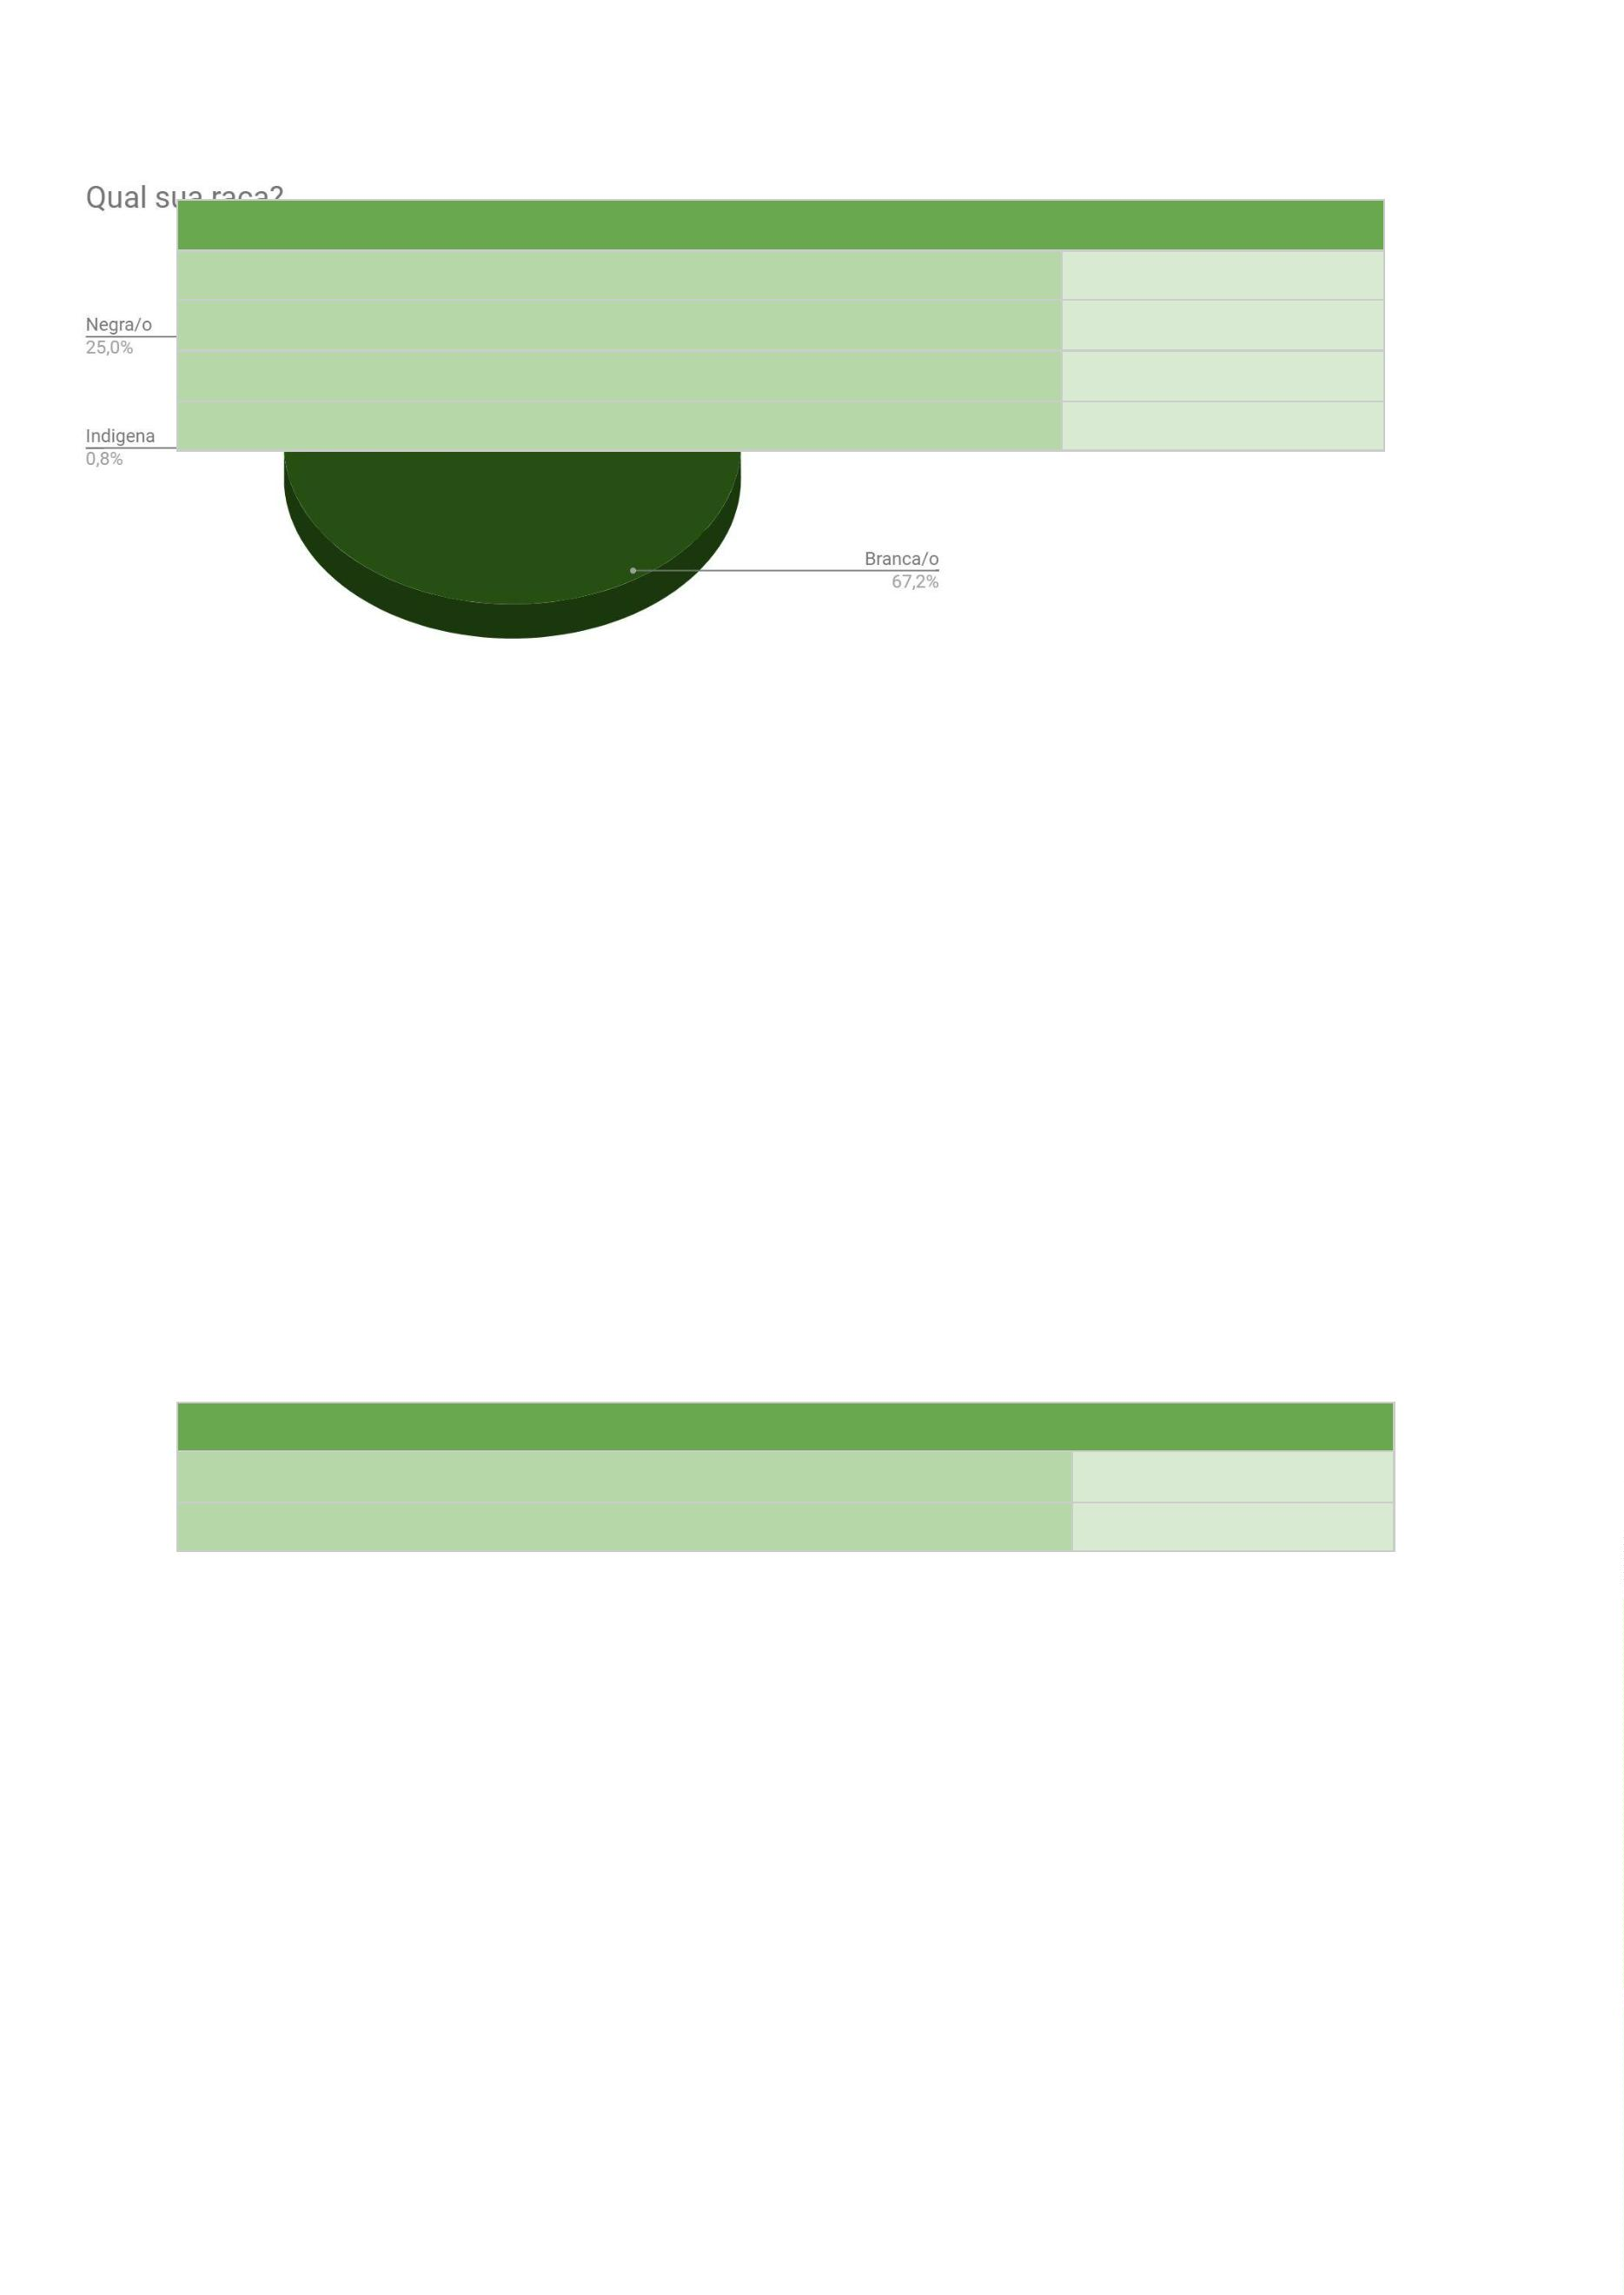 Qual sua raça?
Negra/o
25,0%
Indigena
0,8%
Branca/o
67,2%